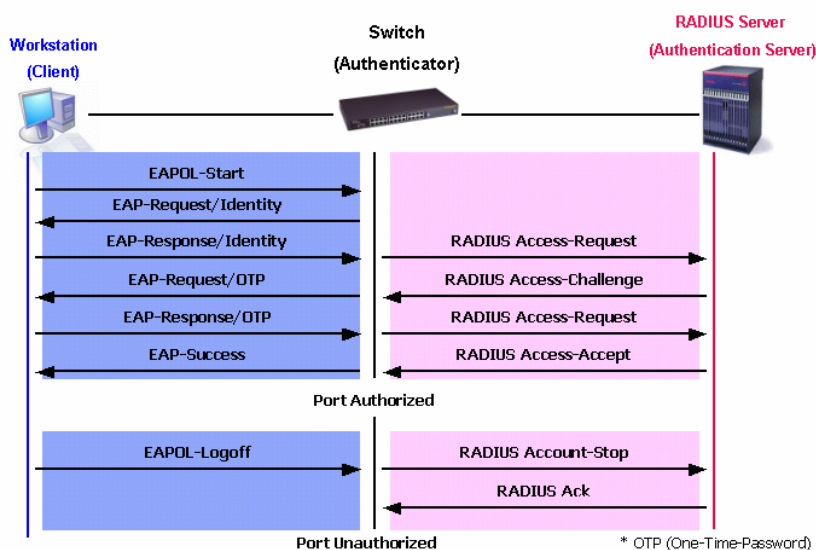 Workstation
(Client)
Switch
(Authenticator)
RADIUS Server
(Authentication Server)
EAPOL-Start
EAP-Request/Identity
EAP-Response/Identity
RADIUS Access-Request
EAP-Request/OTP
RADIUS Access-Challenge
EAP-Response/OTP
RADIUS Access-Request
EAP-Success
RADIUS Access-Accept
Port Authorized
EAPOL-Logoff
RADIUS Account-Stop
RADIUS Ack
Port Unauthorized
* OTP (One-Time-Password)